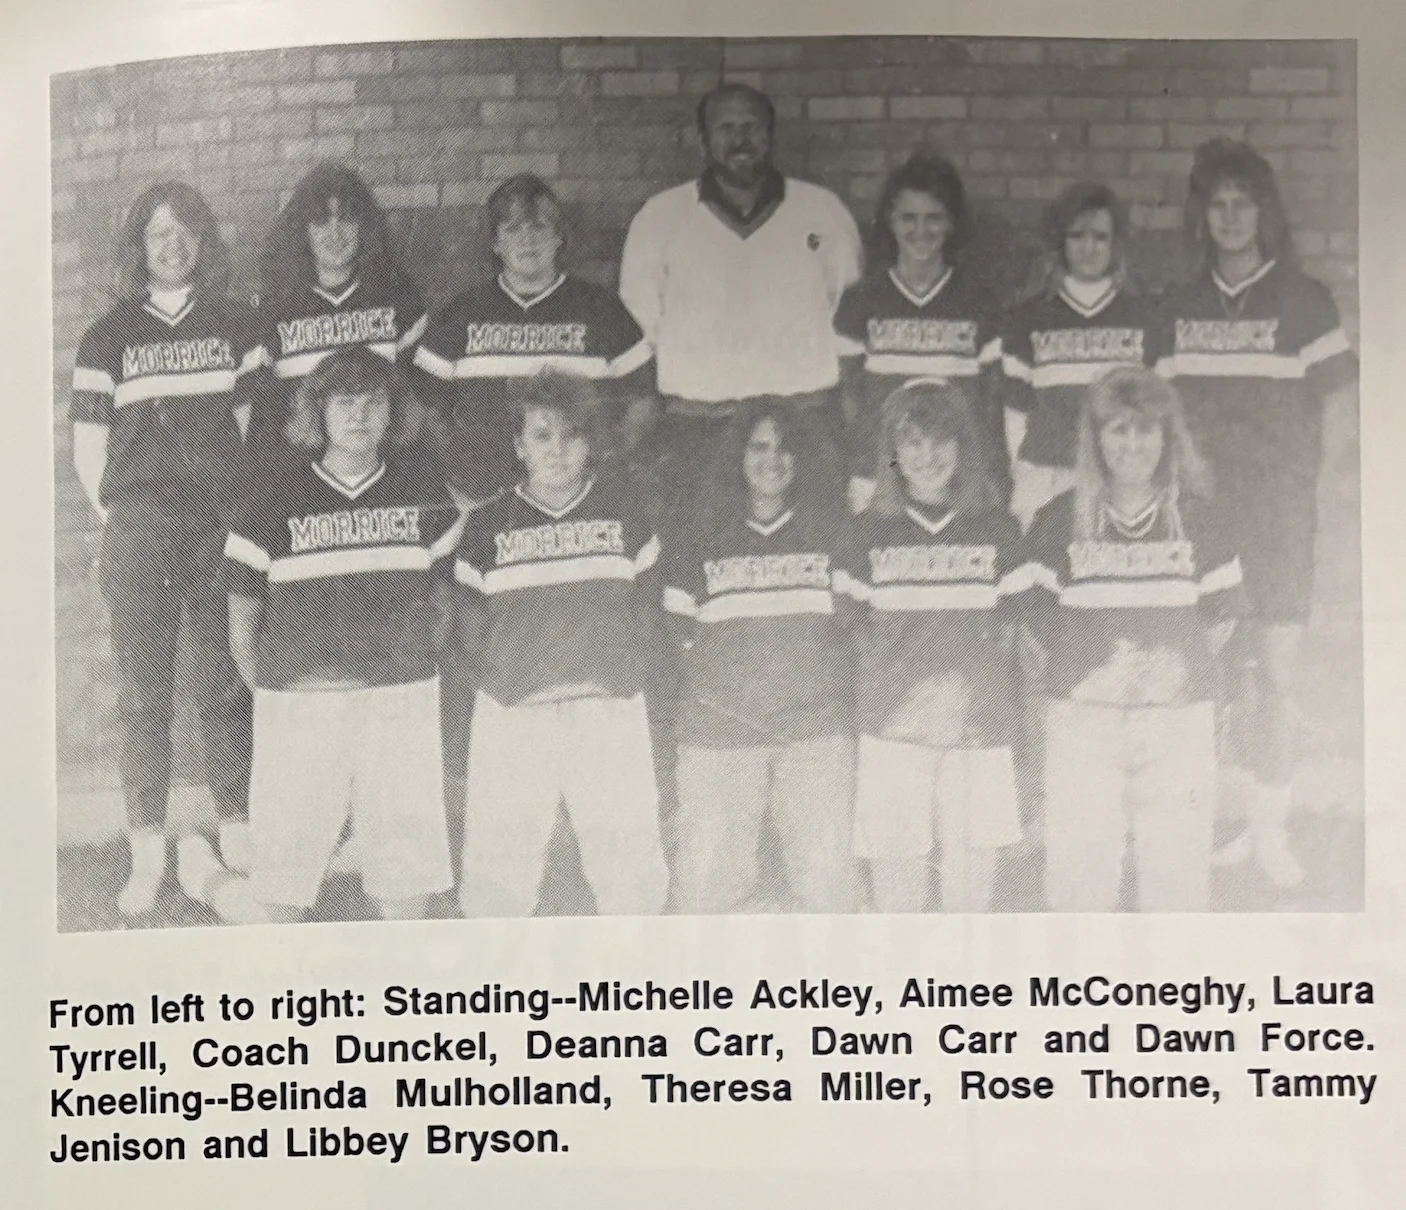 MORRICE MORRICE MORRICE MORRICE MORRICE MORRICE
MORRICE MORRICE MORRICE MORRICE MORRICE
From left to right: Standing--Michelle Ackley, Aimee McConeghy, Laura
Tyrrell, Coach Dunckel, Deanna Carr, Dawn Carr and Dawn Force.
Kneeling--Belinda Mulholland, Theresa Miller, Rose Thorne, Tammy
Jenison and Libbey Bryson.